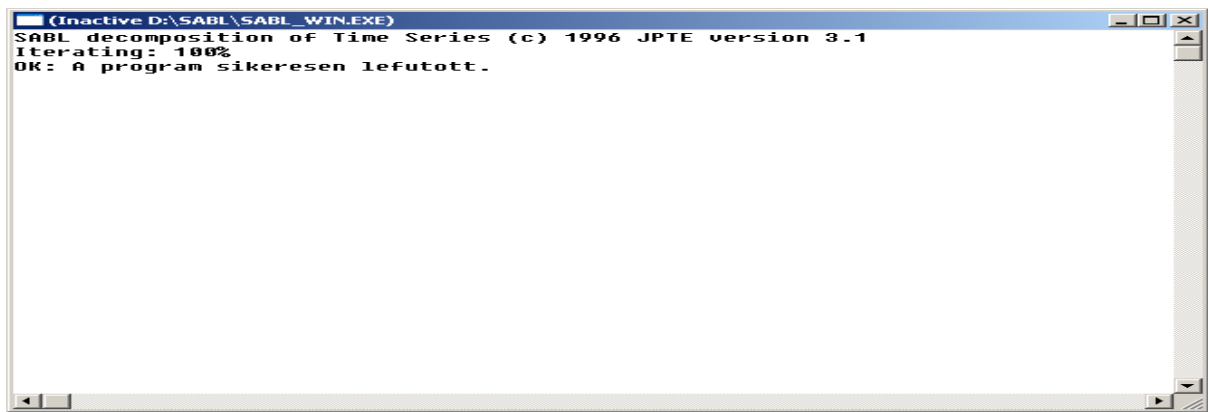 (Inactive D:\SABL\SABL_WIN.EXE)
SABL decomposition of Time Series (c) 1996 JPTE version 3.1
Iterating: 100%
OK: A program sikeresen lefutott.